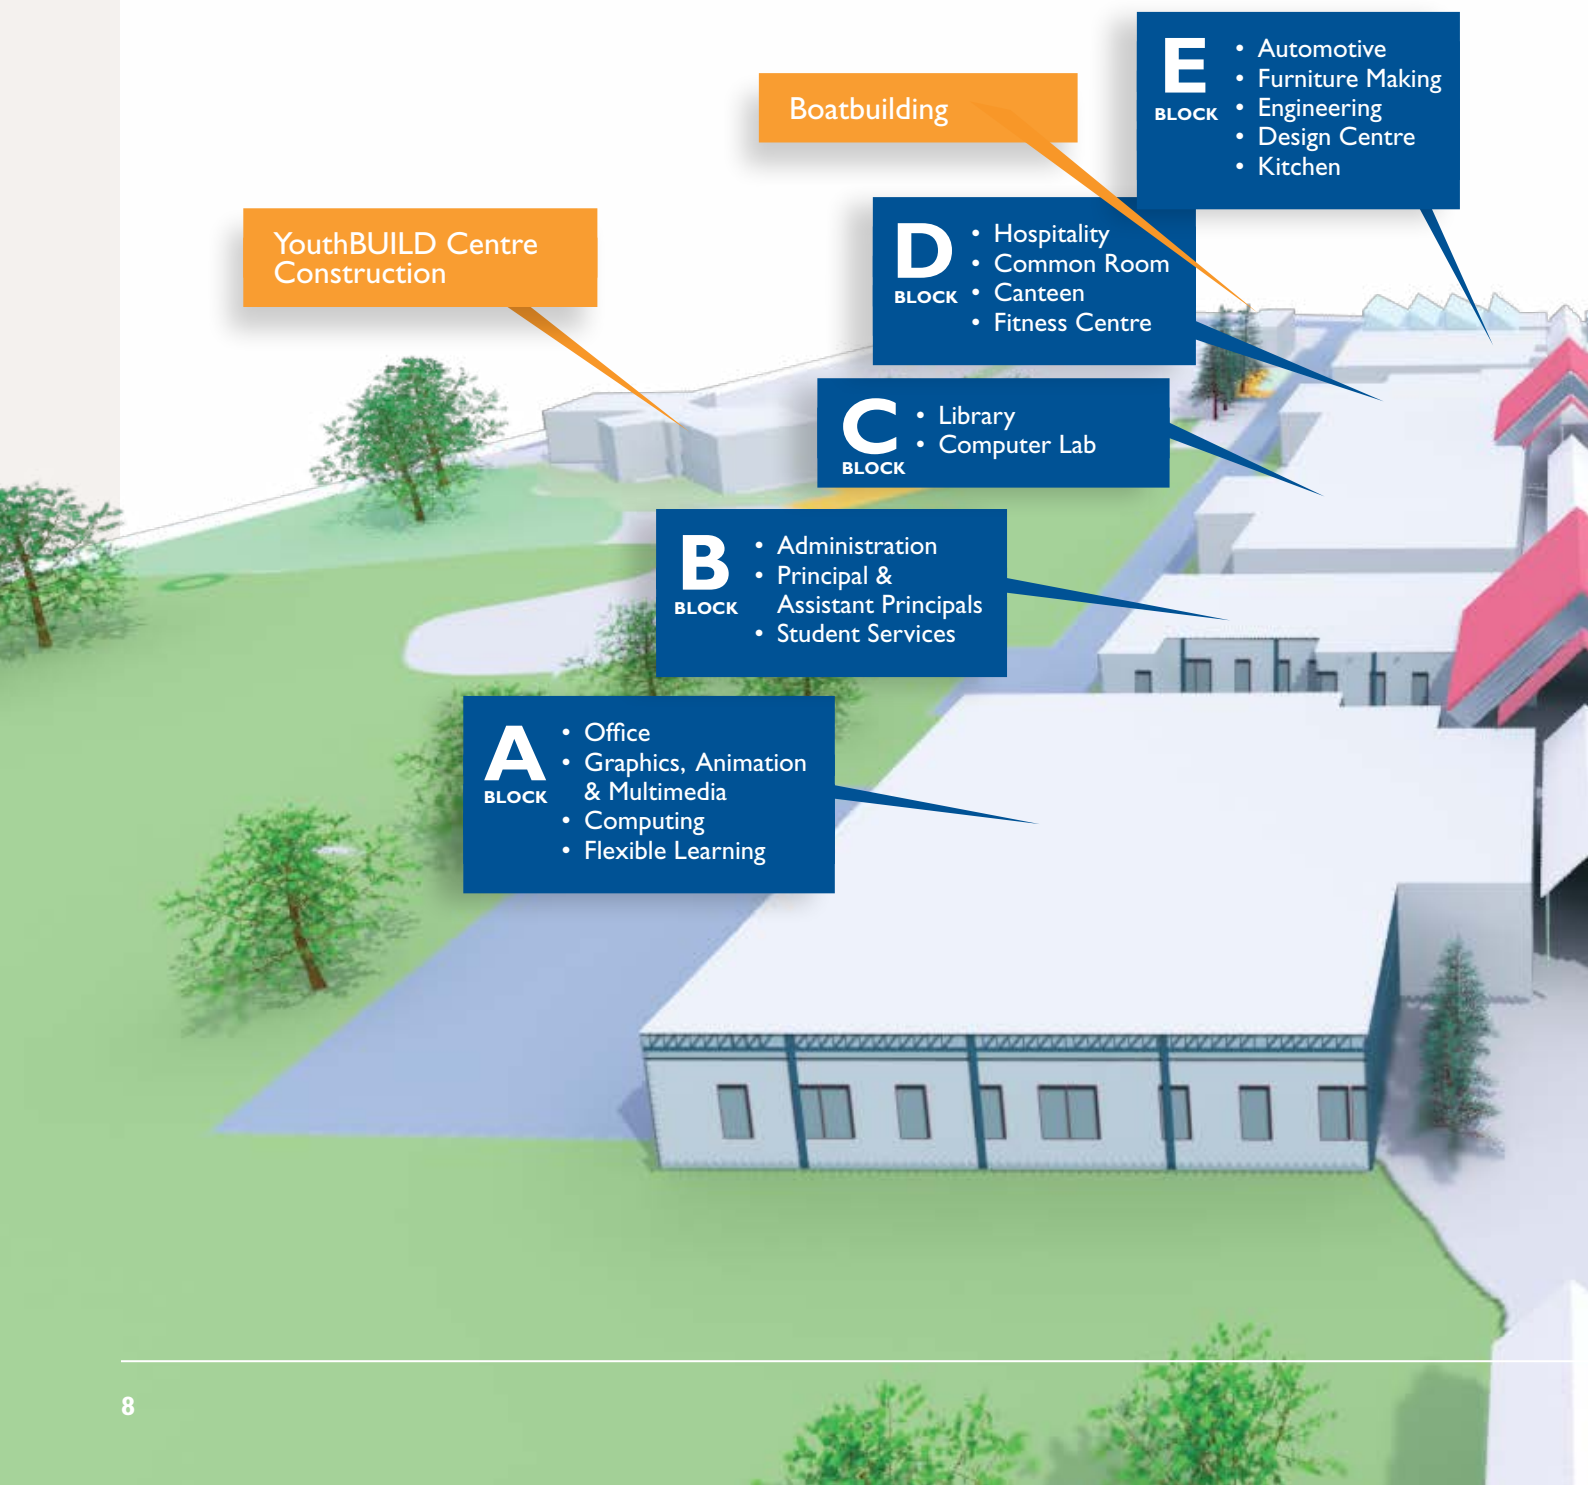 E
BLOCK
• Automotive
• Furniture Making
• Engineering
• Design Centre
• Kitchen
Boatbuilding
YouthBUILD Centre
Construction
D
BLOCK
• Hospitality
• Common Room
• Canteen
• Fitness Centre
C
BLOCK
• Library
• Computer Lab
B
BLOCK
• Administration
• Principal &
Assistant Principals
• Student Services
A
BLOCK
• Office
• Graphics, Animation
& Multimedia
• Computing
• Flexible Learning
8